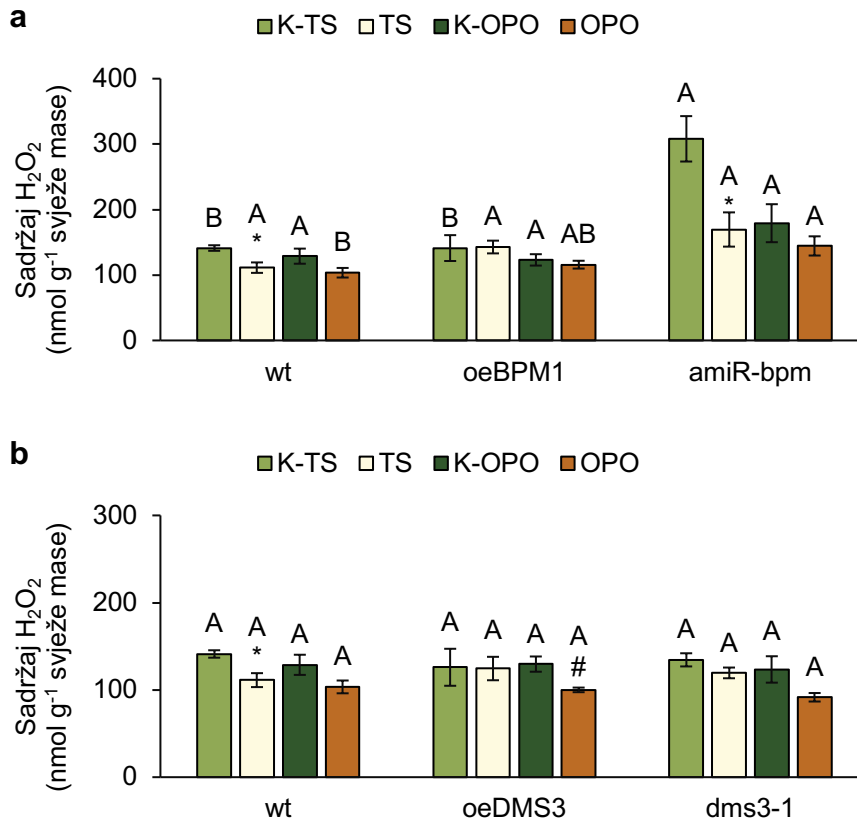 a
K-TS TS K-OPO OPO
Sadržaj H₂O₂
(nmol g⁻¹ svježe mase)
400
300
200
100
0
B A * A B
B A A AB
A A * A A
wt oeBPM1 amiR-bpm
b
K-TS TS K-OPO OPO
Sadržaj H₂O₂
(nmol g⁻¹ svježe mase)
300
200
100
0
A A * A A
A A A A #
A A A A
wt oeDMS3 dms3-1